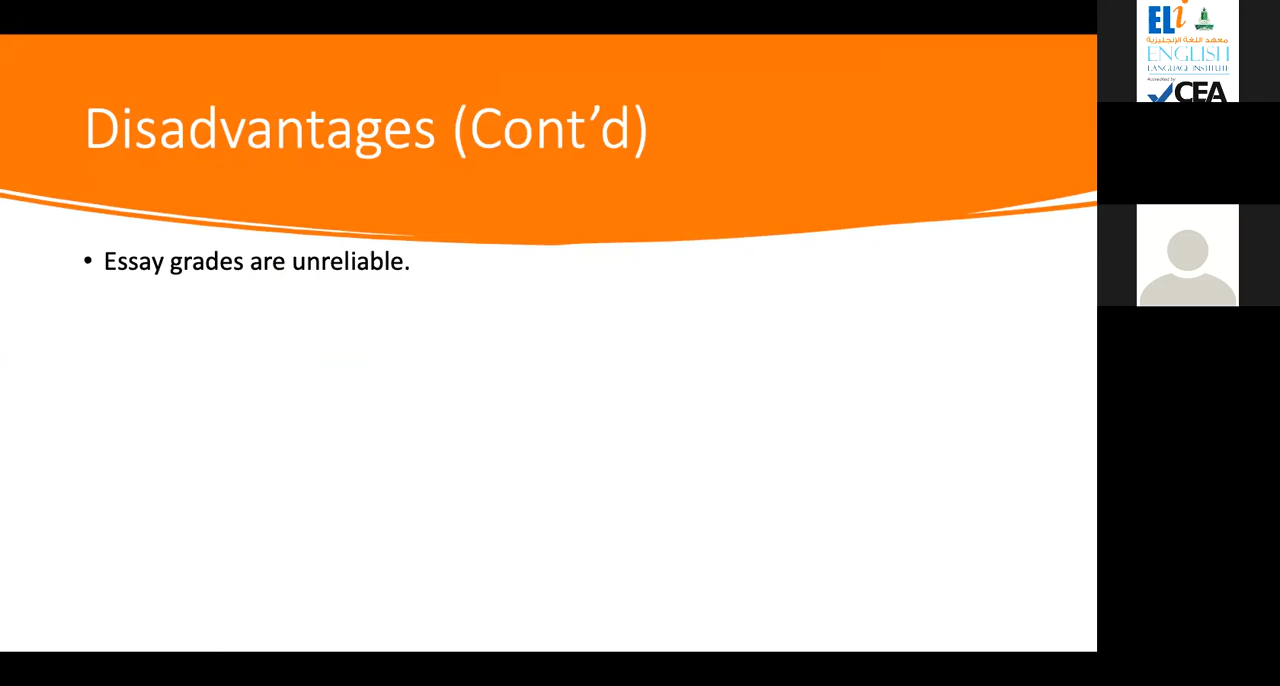 Disadvantages (Cont’d)
• Essay grades are unreliable.
ELi
معهد اللغة الإنجليزية
ENGLISH
LANGUAGE INSTITUTE
Accredited by
CEA